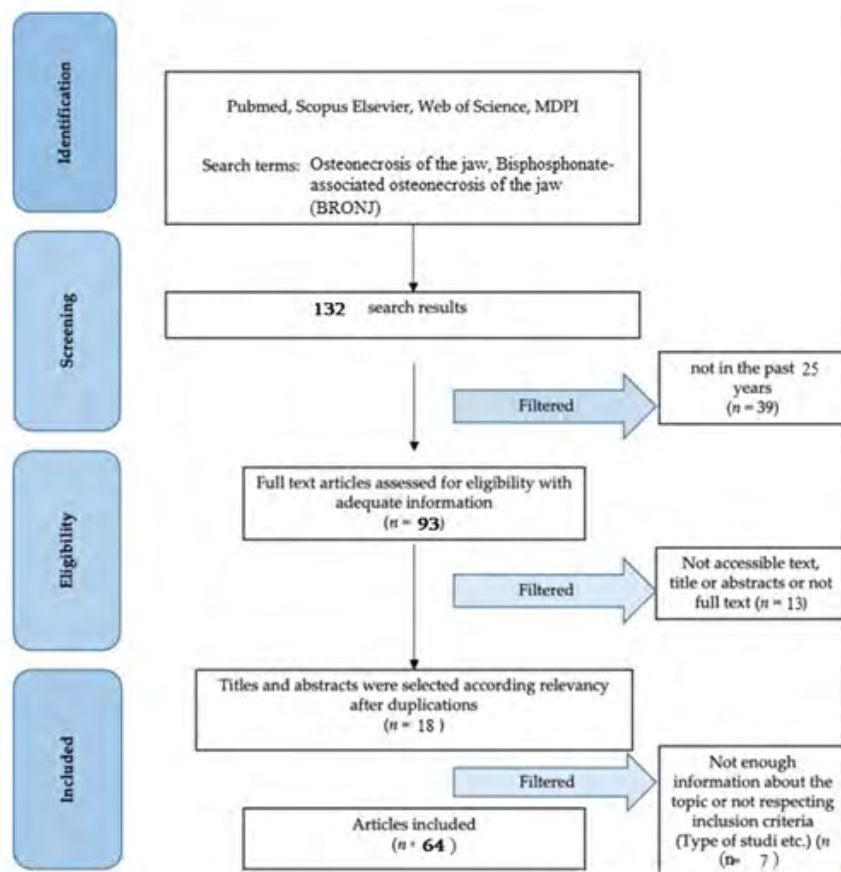 Identification
Pubmed, Scopus Elsevier, Web of Science, MDPI
Search terms: Osteonecrosis of the jaw, Bisphosphonate-
associated osteonecrosis of the jaw
(BRONJ)
Screening
132 search results
Filtered
not in the past 25
years
(n = 39)
Eligibility
Full text articles assessed for eligibility with
adequate information
(n = 93)
Filtered
Not accessible text,
title or abstracts or not
full text (n = 13)
Included
Titles and abstracts were selected according relevancy
after duplications
(n = 18 )
Filtered
Not enough
information about the
topic or not respecting
inclusion criteria
(Type of studi etc.) (n
(n= 7 )
Articles included
(n = 64 )